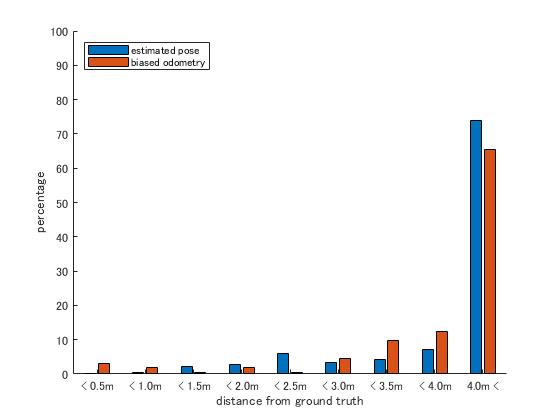 100
90
80
70
60
50
40
30
20
10
0
percentage
estimated pose
biased odometry
< 0.5m < 1.0m < 1.5m < 2.0m < 2.5m < 3.0m < 3.5m < 4.0m 4.0m <
distance from ground truth